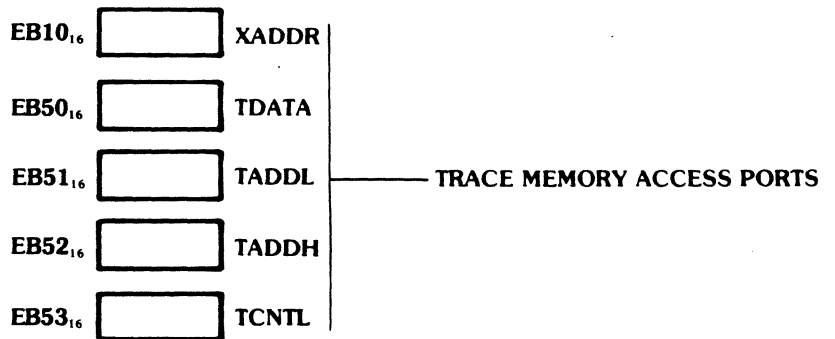 EB10₁₆ XADDR
EB50₁₆ TDATA
EB51₁₆ TADDL TRACE MEMORY ACCESS PORTS
EB52₁₆ TADDH
EB53₁₆ TCNTL